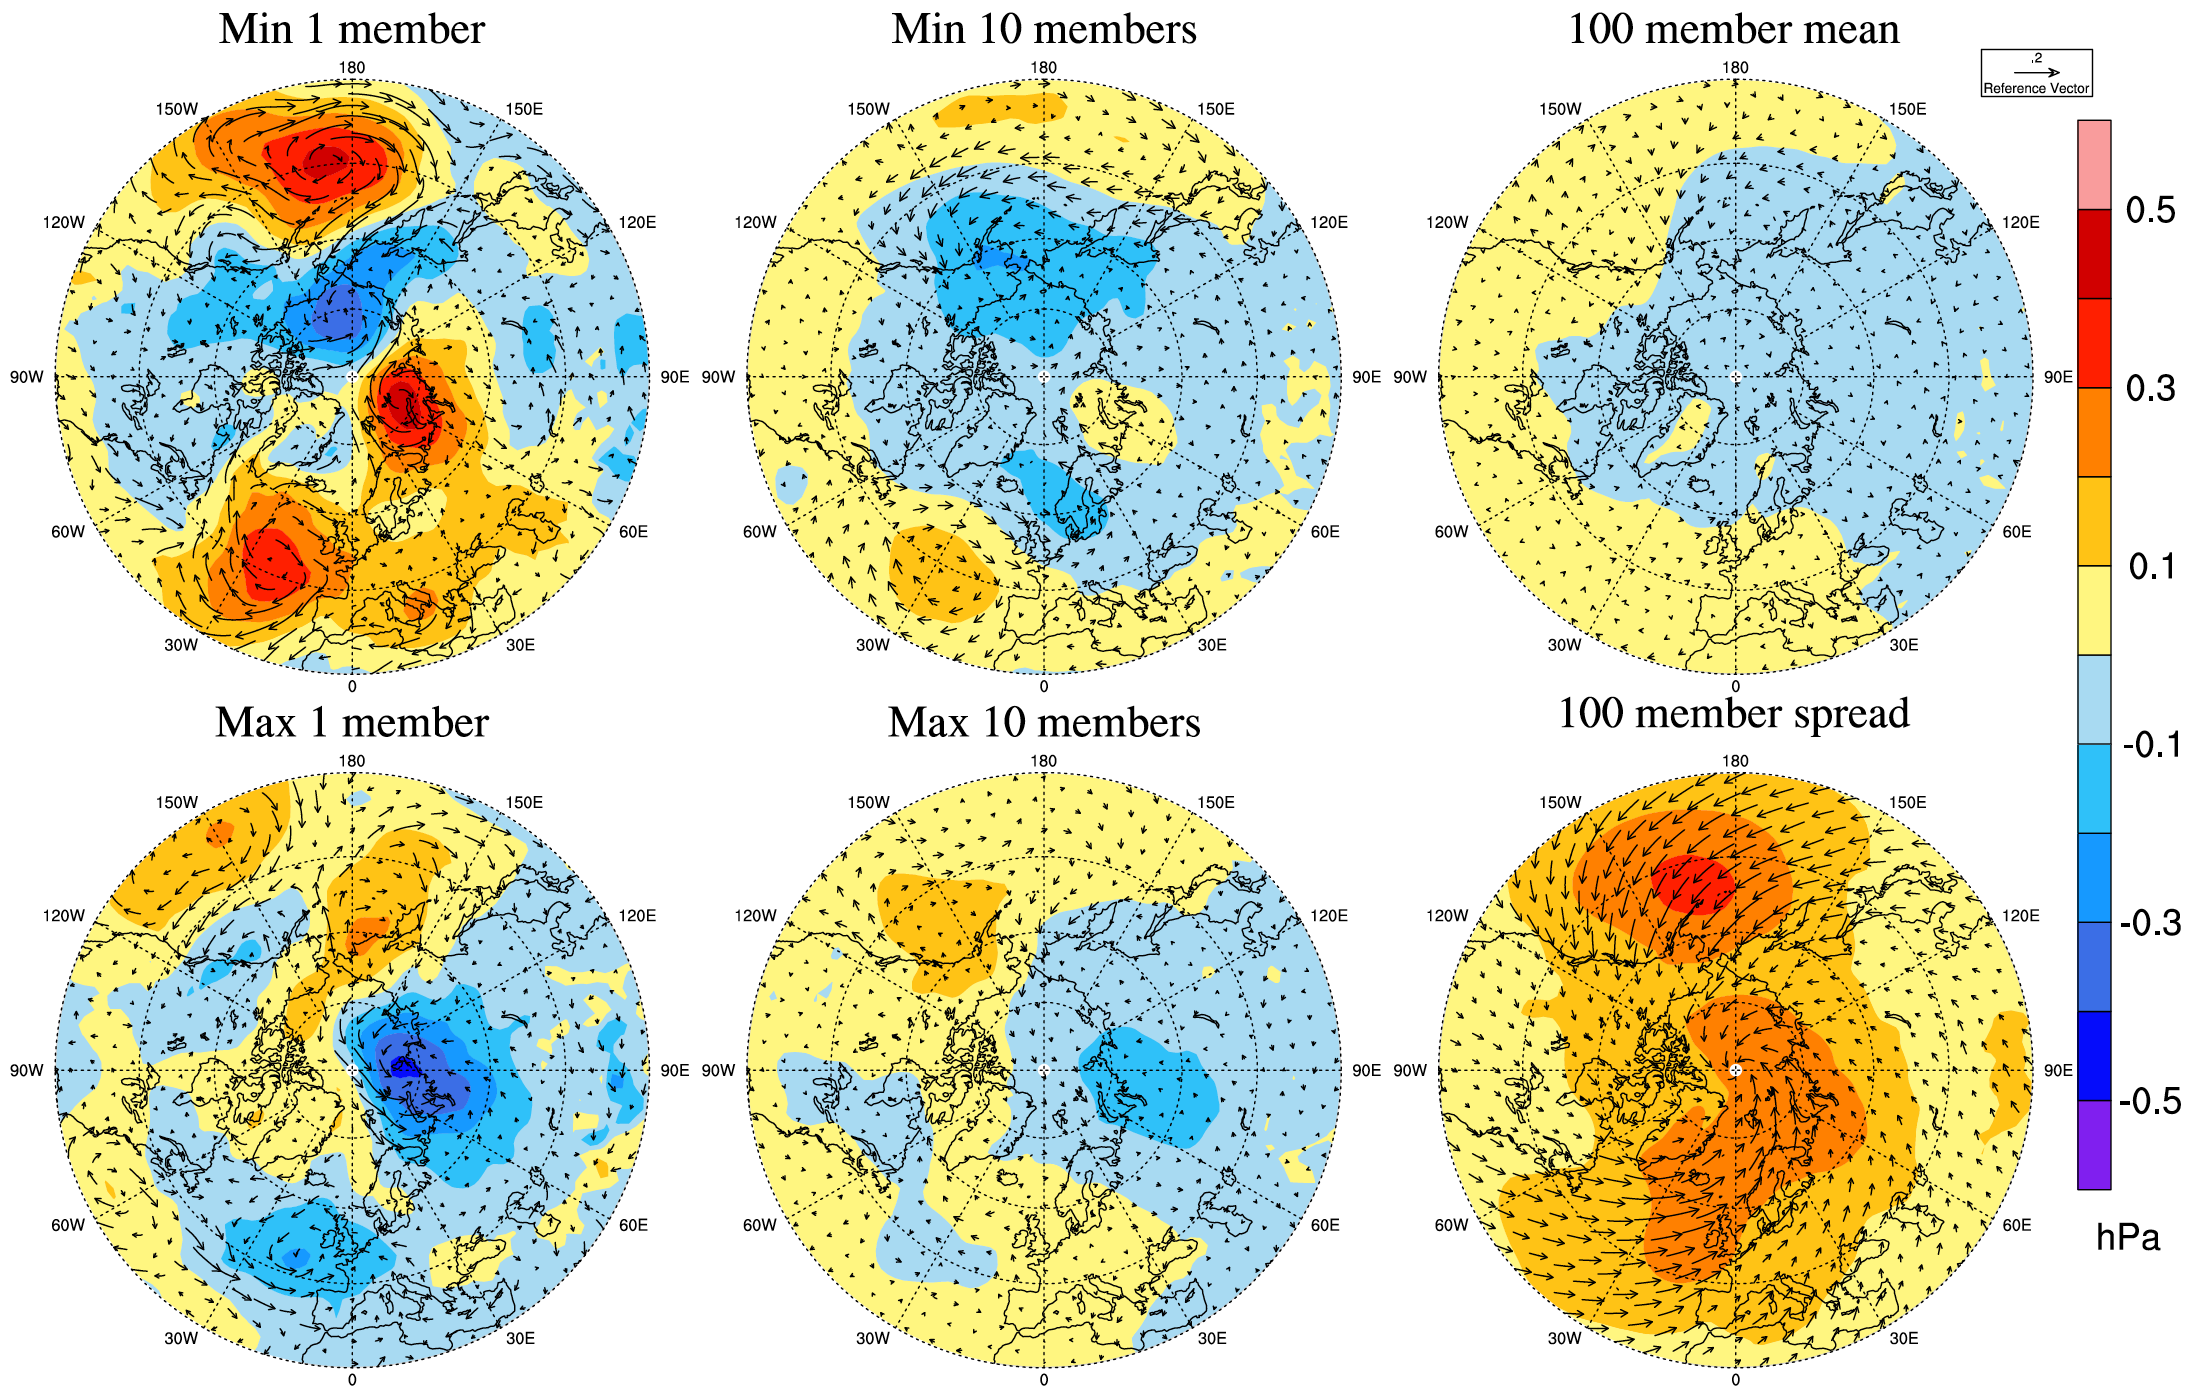 Min 1 member
Min 10 members
100 member mean
.2
Reference Vector
180
150W
150E
120W
120E
90W
90E
60W
60E
30W
30E
0
180
150W
150E
120W
120E
90W
90E
60W
60E
30W
30E
0
180
150W
150E
120W
120E
90W
90E
60W
60E
30W
30E
0
Max 1 member
Max 10 members
100 member spread
180
150W
150E
120W
120E
90W
90E
60W
60E
30W
30E
0
180
150W
150E
120W
120E
90W
90E
60W
60E
30W
30E
0
180
150W
150E
120W
120E
90W
90E
60W
60E
30W
30E
0
0.5
0.3
0.1
-0.1
-0.3
-0.5
hPa